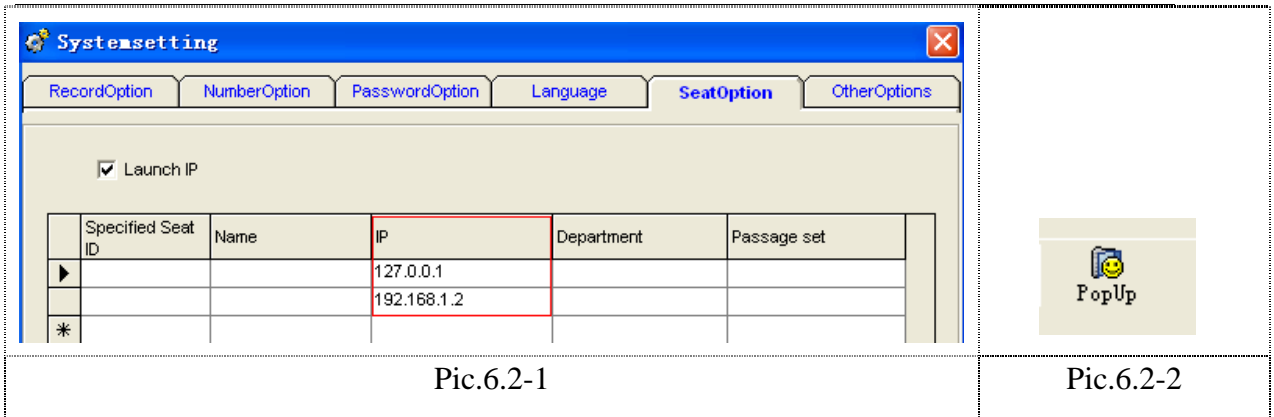 Systemsetting
RecordOption NumberOption PasswordOption Language SeatOption OtherOptions
Launch IP
Specified Seat ID Name IP Department Passage set
127.0.0.1
192.168.1.2
PopUp
Pic.6.2-1 Pic.6.2-2